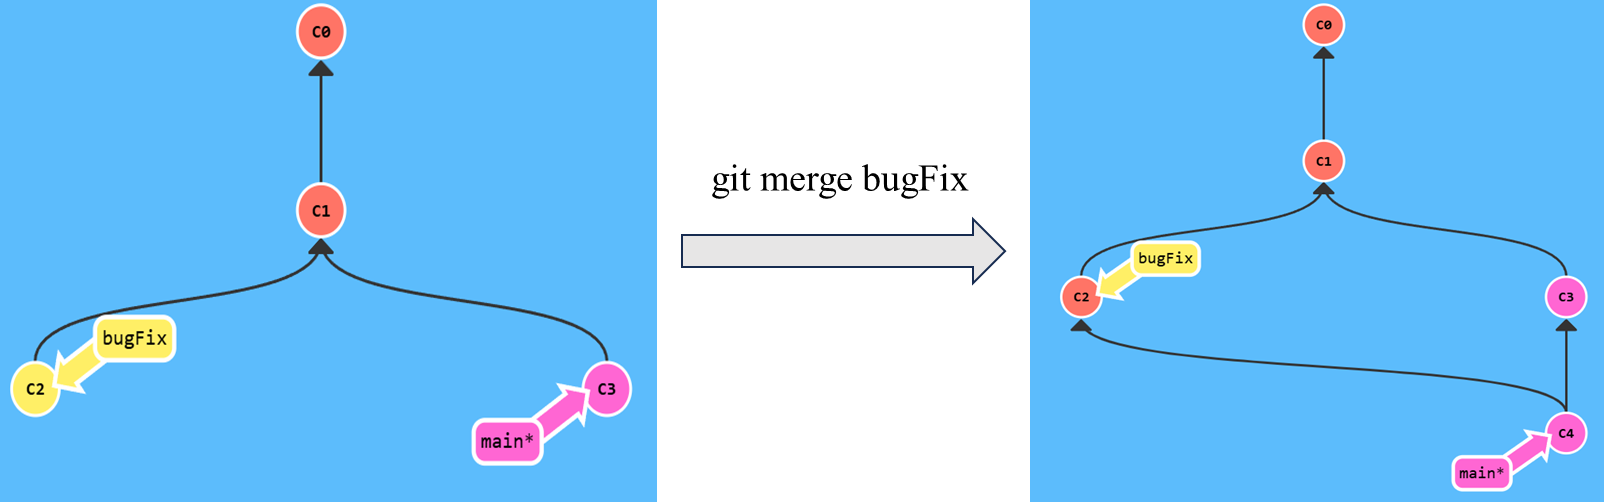 C0
C1
bugFix
C2
C3
main*
git merge bugFix
C0
C1
bugFix
C2
C3
C4
main*